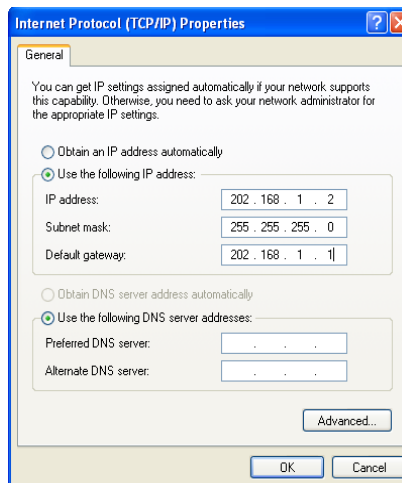 Internet Protocol (TCP/IP) Properties
General
You can get IP settings assigned automatically if your network supports
this capability. Otherwise, you need to ask your network administrator for
the appropriate IP settings.
Obtain an IP address automatically
Use the following IP address:
IP address: 202 . 168 . 1 . 2
Subnet mask: 255 . 255 . 255 . 0
Default gateway: 202 . 168 . 1 . 1
Obtain DNS server address automatically
Use the following DNS server addresses:
Preferred DNS server: . . .
Alternate DNS server: . . .
Advanced...
OK Cancel